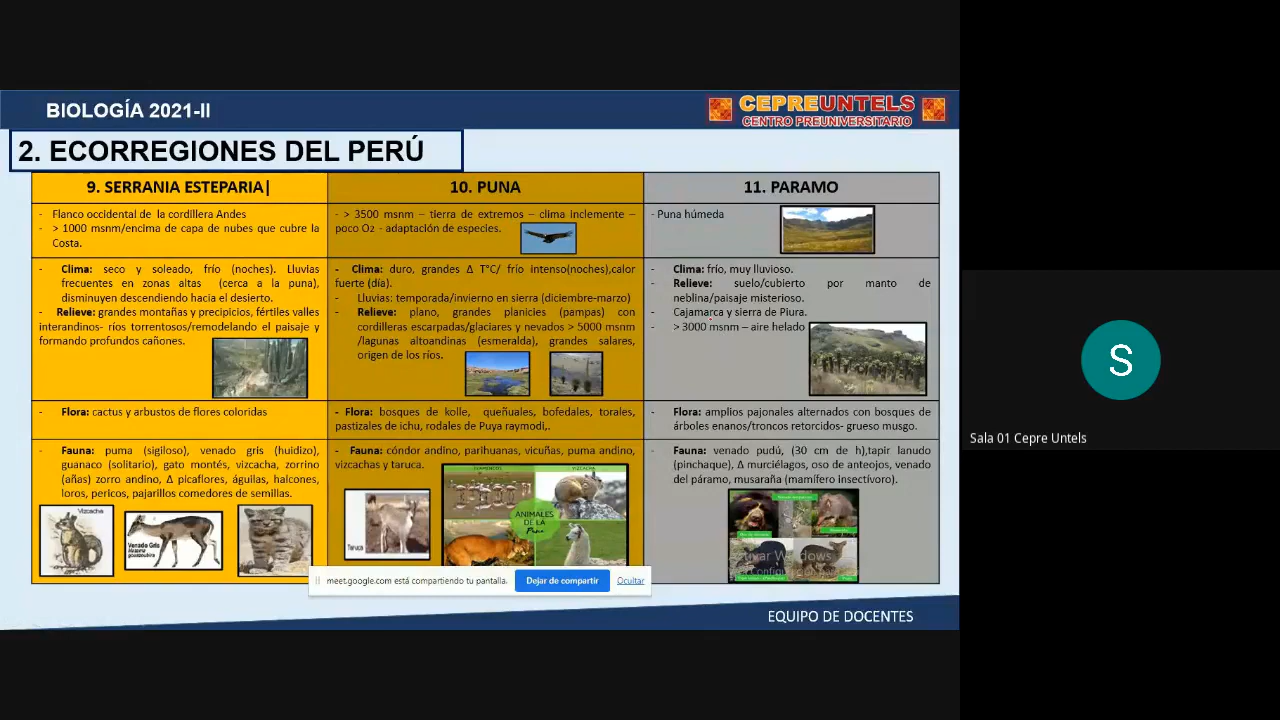 BIOLOGÍA 2021-II
CEPREUNTELS
CENTRO PREUNIVERSITARIO
2. ECORREGIONES DEL PERÚ
9. SERRANIA ESTEPARIA
- Flanco occidental de la cordillera Andes
- > 1000 msnm/encima de capa de nubes que cubre la
Costa.
- Clima: seco y soleado, frío (noches). Lluvias
frecuentes en zonas altas (cerca a la puna),
disminuyen descendiendo hacia el desierto.
- Relieve: grandes montañas y precipicios, fértiles valles
interandinos- ríos torrentosos/remodelando el paisaje y
formando profundos cañones.
- Flora: cactus y arbustos de flores coloridas
- Fauna: puma (sigiloso), venado gris (huidizo),
guanaco (solitario), gato montés, vizcacha, zorrino
(añas) zorro andino, Δ picaflores, águilas, halcones,
loros, pericos, pajarillos comedores de semillas.
Vizcacha
Venado Gris
10. PUNA
- > 3500 msnm – tierra de extremos – clima inclemente –
poco O2 - adaptación de especies.
- Clima: duro, grandes Δ T°C/ frío intenso(noches),calor
fuerte (día).
- Lluvias: temporada/invierno en sierra (diciembre-marzo)
- Relieve: plano, grandes planicies (pampas) con
cordilleras escarpadas/glaciares y nevados > 5000 msnm
/lagunas altoandinas (esmeralda), grandes salares,
origen de los ríos.
- Flora: bosques de kolle, queñuales, bofedales, torales,
pastizales de ichu, rodales de Puya raymodi,.
- Fauna: cóndor andino, parihuanas, vicuñas, puma andino,
vizcachas y taruca.
Taruca
VIZCACHA
ANIMALES
DE LA
Puna
11. PARAMO
- Puna húmeda
- Clima: frío, muy lluvioso.
- Relieve: suelo/cubierto por manto de
neblina/paisaje misterioso.
- Cajamarca y sierra de Piura.
- > 3000 msnm – aire helado
- Flora: amplios pajonales alternados con bosques de
árboles enanos/troncos retorcidos- grueso musgo.
- Fauna: venado pudú, (30 cm de h),tapir lanudo
(pinchaque), Δ murciélagos, oso de anteojos, venado
del páramo, musaraña (mamífero insectívoro).
Activar Windows
meet.google.com está compartiendo tu pantalla.
Dejar de compartir
Ocultar
EQUIPO DE DOCENTES
S
Sala 01 Cepre Untels